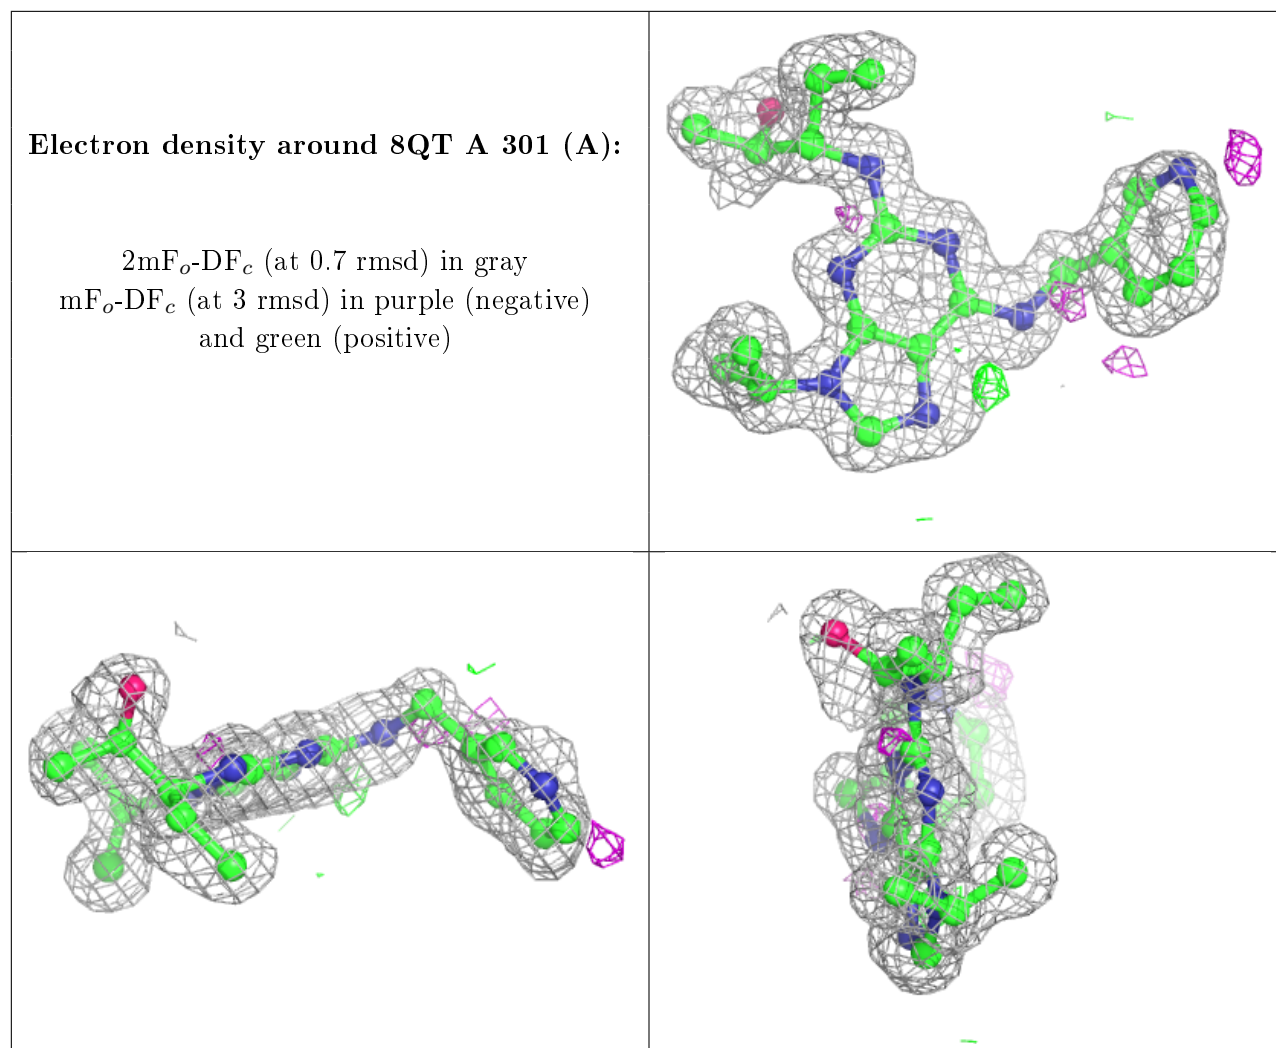 Electron density around 8QT A 301 (A):
2mFₒ-DF𝒸 (at 0.7 rmsd) in gray
mFₒ-DF𝒸 (at 3 rmsd) in purple (negative)
and green (positive)